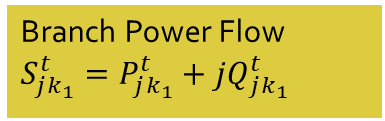 Branch Power Flow
S^t_{jk_1} = P^t_{jk_1} + jQ^t_{jk_1}